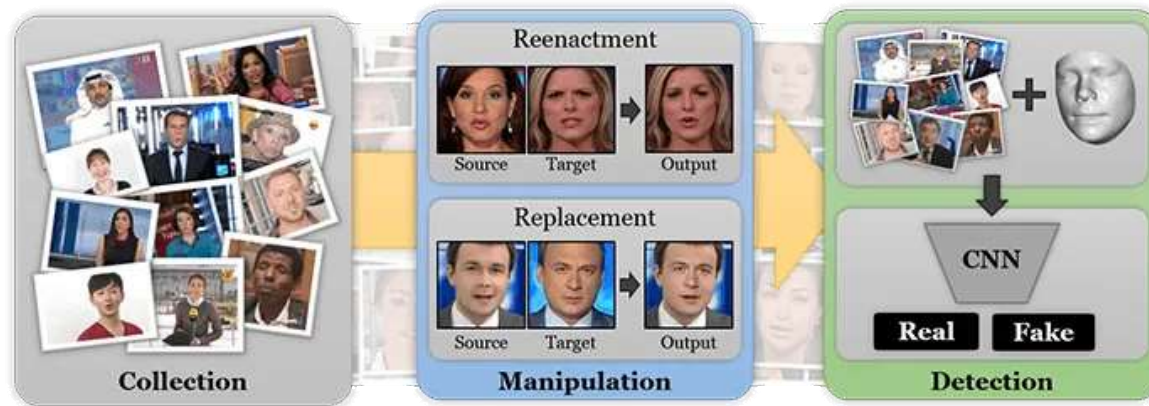 Collection
Reenactment
Source
Target
Output
Replacement
Source
Target
Output
Manipulation
CNN
Real
Fake
Detection